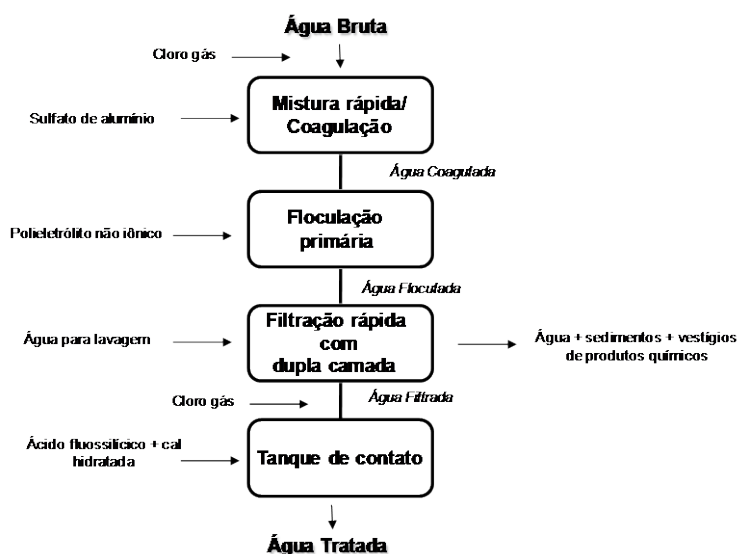 Água Bruta
Cloro gás
Mistura rápida/
Coagulação
Sulfato de alumínio
Água Coagulada
Floculação
primária
Polieletrólito não iônico
Água Floculada
Filtração rápida
com
dupla camada
Água para lavagem
Água + sedimentos + vestígios
de produtos químicos
Água Filtrada
Cloro gás
Ácido fluossilícico + cal
hidratada
Tanque de contato
Água Tratada